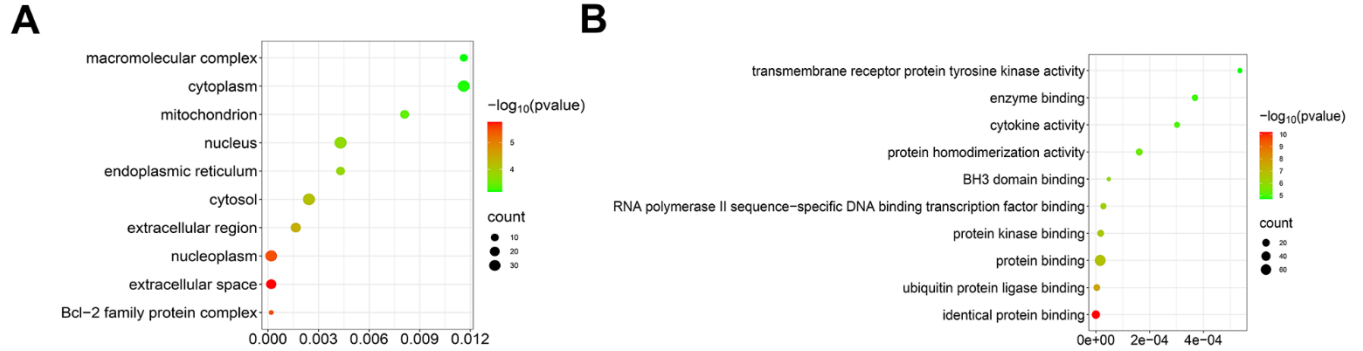 A
macromolecular complex
cytoplasm
mitochondrion
nucleus
endoplasmic reticulum
cytosol
extracellular region
nucleoplasm
extracellular space
Bcl−2 family protein complex
0.000 0.003 0.006 0.009 0.012
−log10(pvalue)
5
4
count
10
20
30
B
transmembrane receptor protein tyrosine kinase activity
enzyme binding
cytokine activity
protein homodimerization activity
BH3 domain binding
RNA polymerase II sequence−specific DNA binding transcription factor binding
protein kinase binding
protein binding
ubiquitin protein ligase binding
identical protein binding
0e+00 2e−04 4e−04
−log10(pvalue)
10
9
8
7
6
5
count
20
40
60